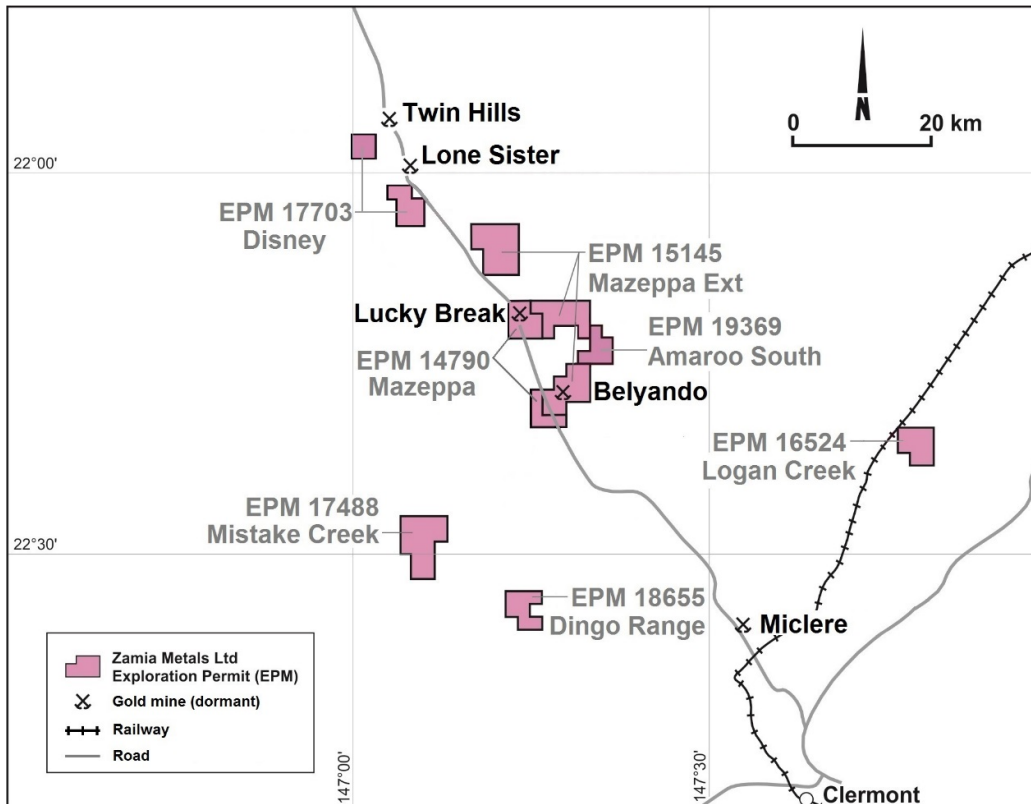 Twin Hills
N
0 20 km
22°00'
Lone Sister
EPM 17703
Disney
EPM 15145
Mazeppa Ext
Lucky Break
EPM 19369
Amaroo South
EPM 14790
Mazeppa
Belyando
EPM 16524
Logan Creek
EPM 17488
Mistake Creek
22°30'
EPM 18655
Dingo Range
Miclere
Zamia Metals Ltd
Exploration Permit (EPM)
Gold mine (dormant)
Railway
Road
147°00'
147°30'
Clermont